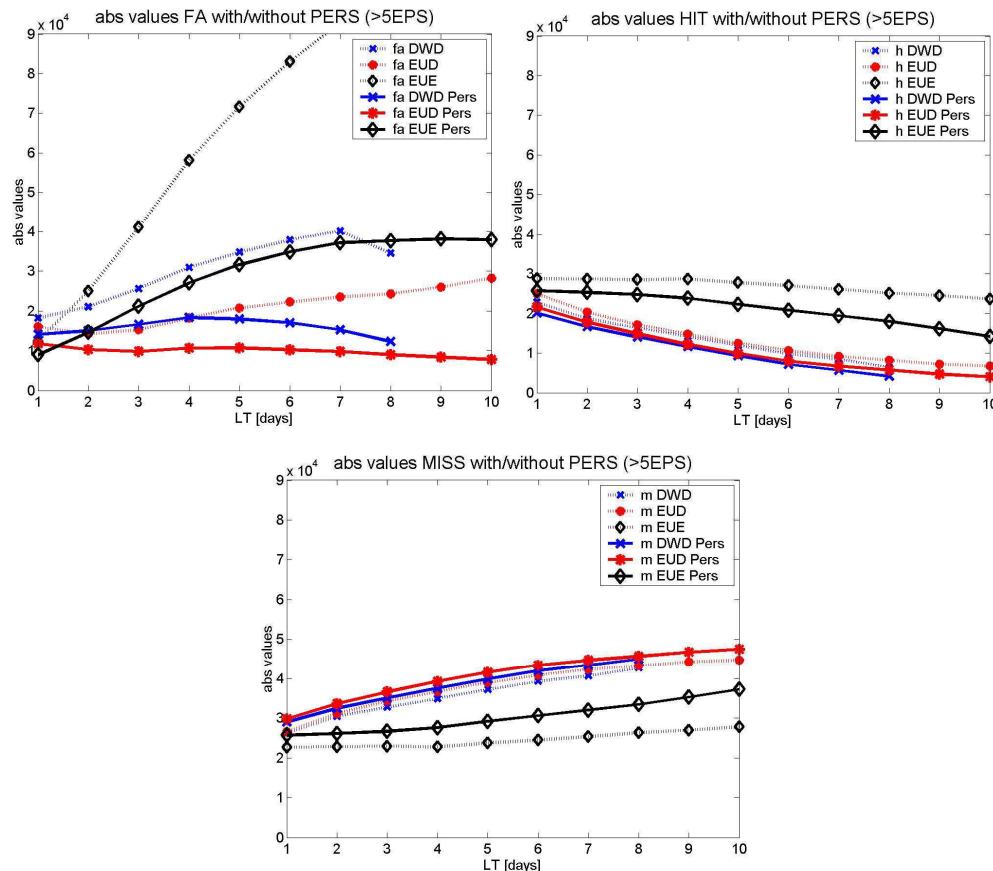 abs values FA with/without PERS (>5EPS)
x 10^4
9
8
7
6
5
4
3
2
1
0
abs values
fa DWD
fa EUD
fa EUE
fa DWD Pers
fa EUD Pers
fa EUE Pers
1 2 3 4 5 6 7 8 9 10
LT [days]
abs values HIT with/without PERS (>5EPS)
x 10^4
9
8
7
6
5
4
3
2
1
0
abs values
h DWD
h EUD
h EUE
h DWD Pers
h EUD Pers
h EUE Pers
1 2 3 4 5 6 7 8 9 10
LT [days]
abs values MISS with/without PERS (>5EPS)
x 10^4
9
8
7
6
5
4
3
2
1
0
abs values
m DWD
m EUD
m EUE
m DWD Pers
m EUD Pers
m EUE Pers
1 2 3 4 5 6 7 8 9 10
LT [days]